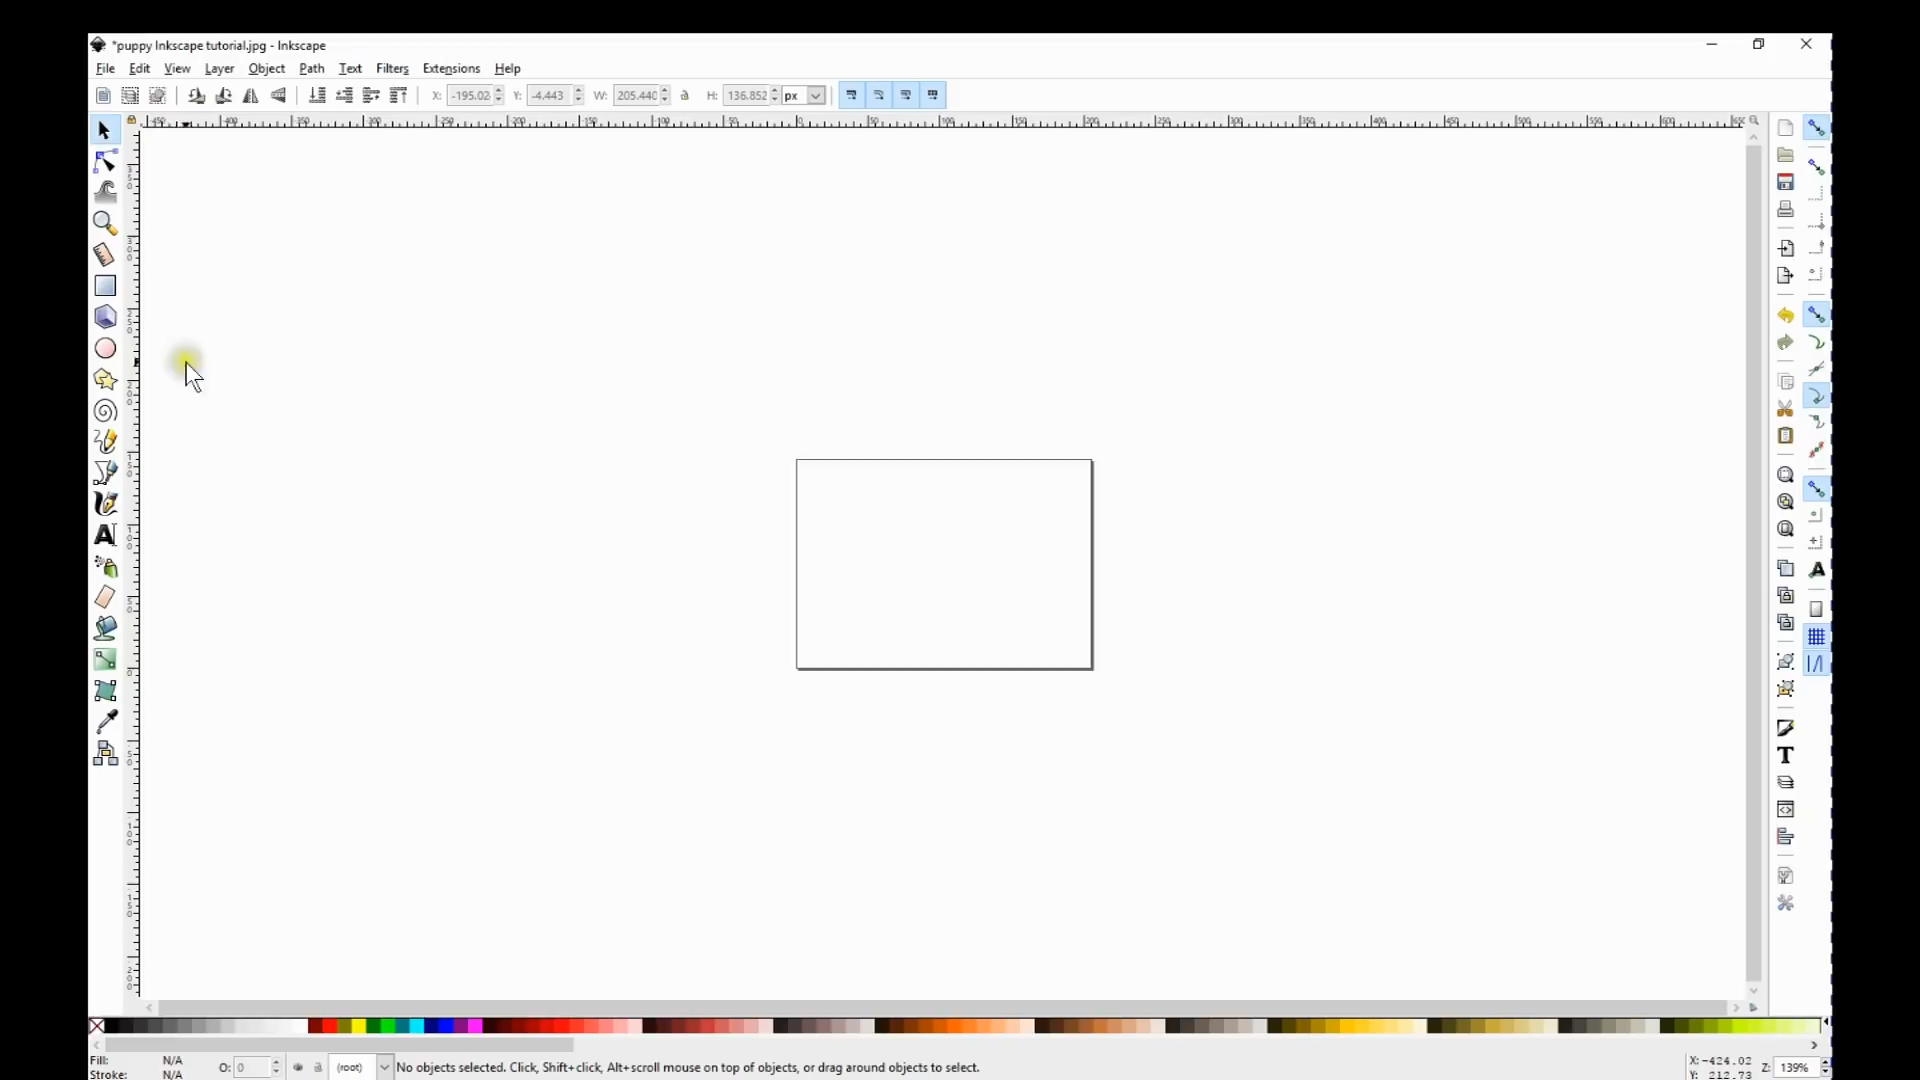 *puppy Inkscape tutorial.jpg - Inkscape
File Edit View Layer Object Path Text Filters Extensions Help
X: -195.02 Y: -4.443 W: 205.440 H: 136.852 px
Fill: N/A
Stroke: N/A
O: 0
(root)
No objects selected. Click, Shift+click, Alt+scroll mouse on top of objects, or drag around objects to select.
X: -424.02
Y: 212.73
Z: 139%